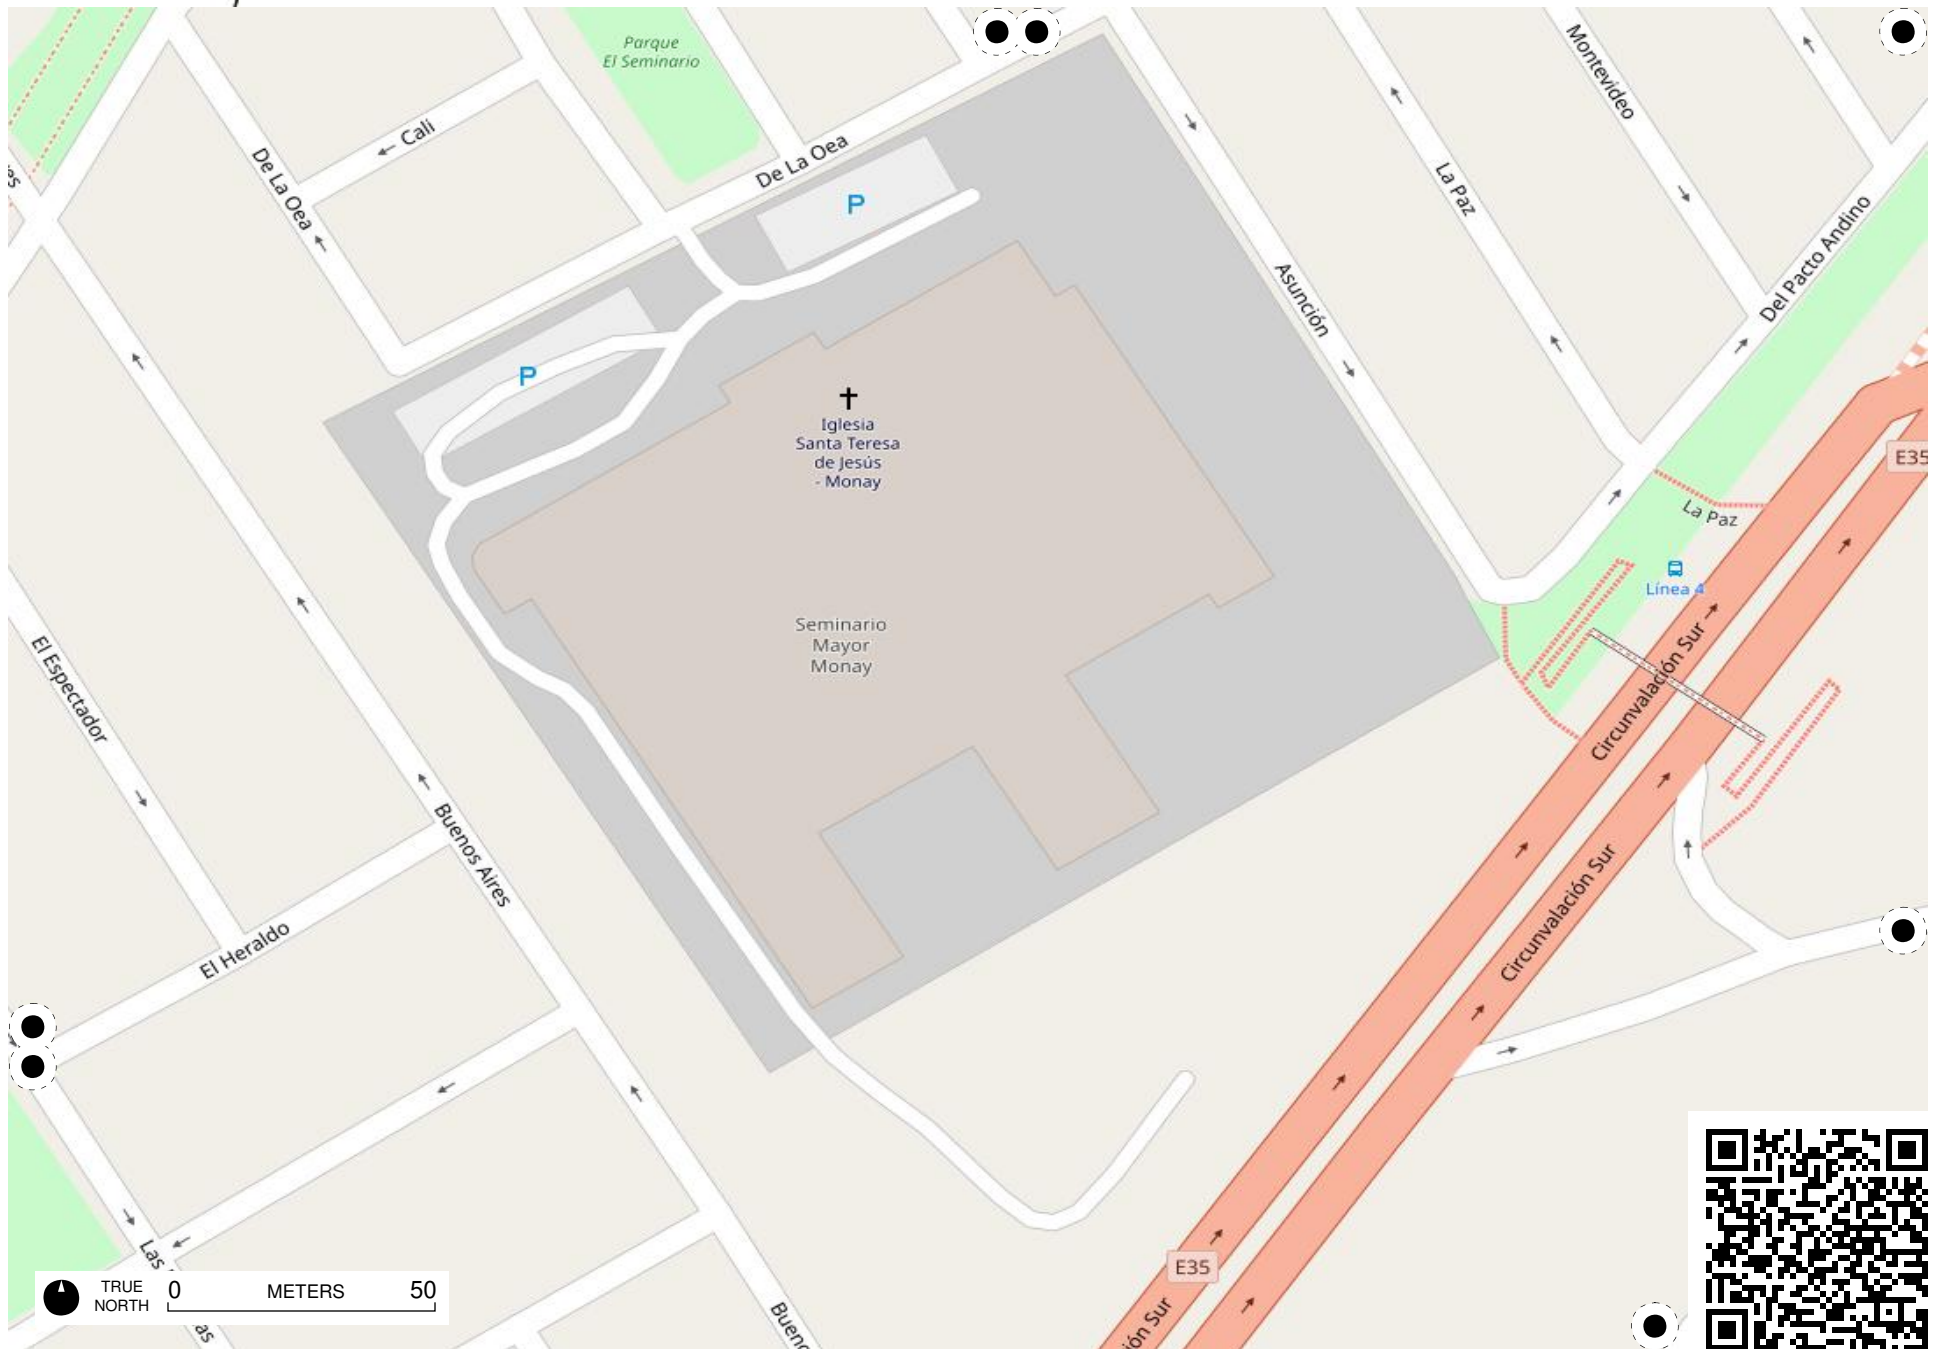 Parque
El Seminario
Montevideo
Cali
De La Oea
De La Oea
La Paz
P
Asunción
Del Pacto Andino
P
Iglesia
Santa Teresa
de Jesús
- Monay
E35
La Paz
Línea 4
Seminario
Mayor
Monay
El Espectador
Circunvalación Sur
Buenos Aires
Circunvalación Sur
El Heraldo
E35
Las
TRUE
NORTH
0 METERS 50